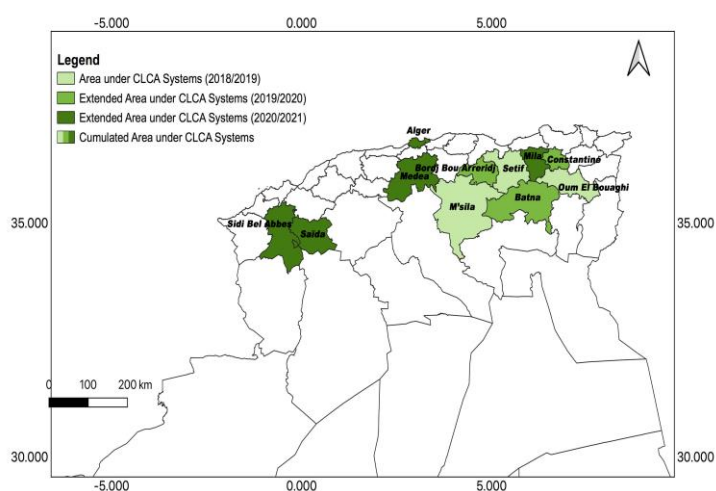 -5.000 0.000 5.000
Legend
Area under CLCA Systems (2018/2019)
Extended Area under CLCA Systems (2019/2020)
Extended Area under CLCA Systems (2020/2021)
Cumulated Area under CLCA Systems
Alger
Bordj Bou Arreridj
Medea
Setif
Mila
Constantine
Oum El Bouaghi
M'sila
Batna
35.000 35.000
Sidi Bel Abbes
Saida
0 100 200 km
30.000 30.000
-5.000 0.000 5.000